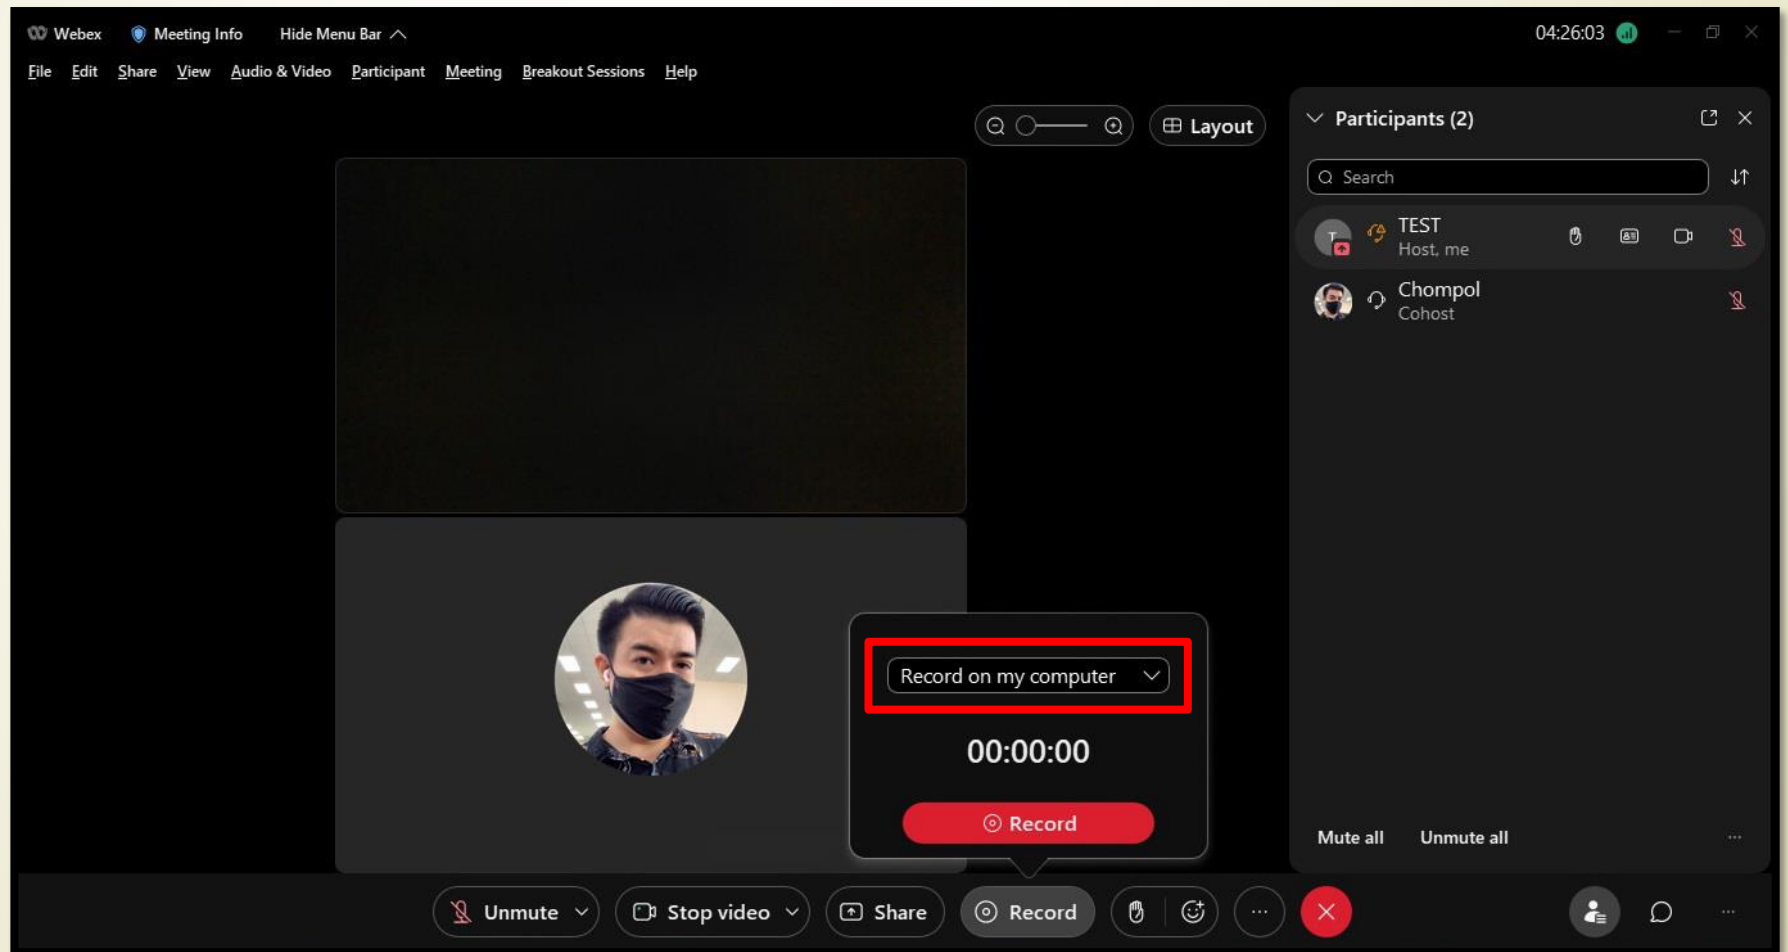 Webex Meeting Info Hide Menu Bar 04:26:03
File Edit Share View Audio & Video Participant Meeting Breakout Sessions Help
Layout
Participants (2)
Search
T TEST
Host, me
Chompol
Cohost
Record on my computer
00:00:00
Record
Mute all Unmute all
Unmute Stop video Share Record